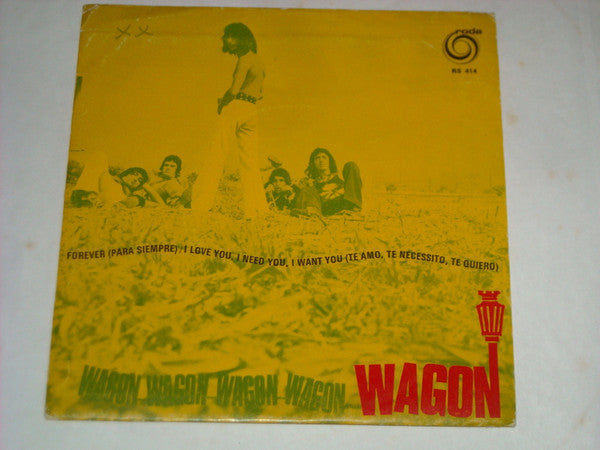 xx
roda
RS 414
FOREVER (PARA SIEMPRE), I LOVE YOU, I NEED YOU, I WANT YOU (TE AMO, TE NECESSITO, TE QUIERO)
WAGON WAGON WAGON WAGON WAGON